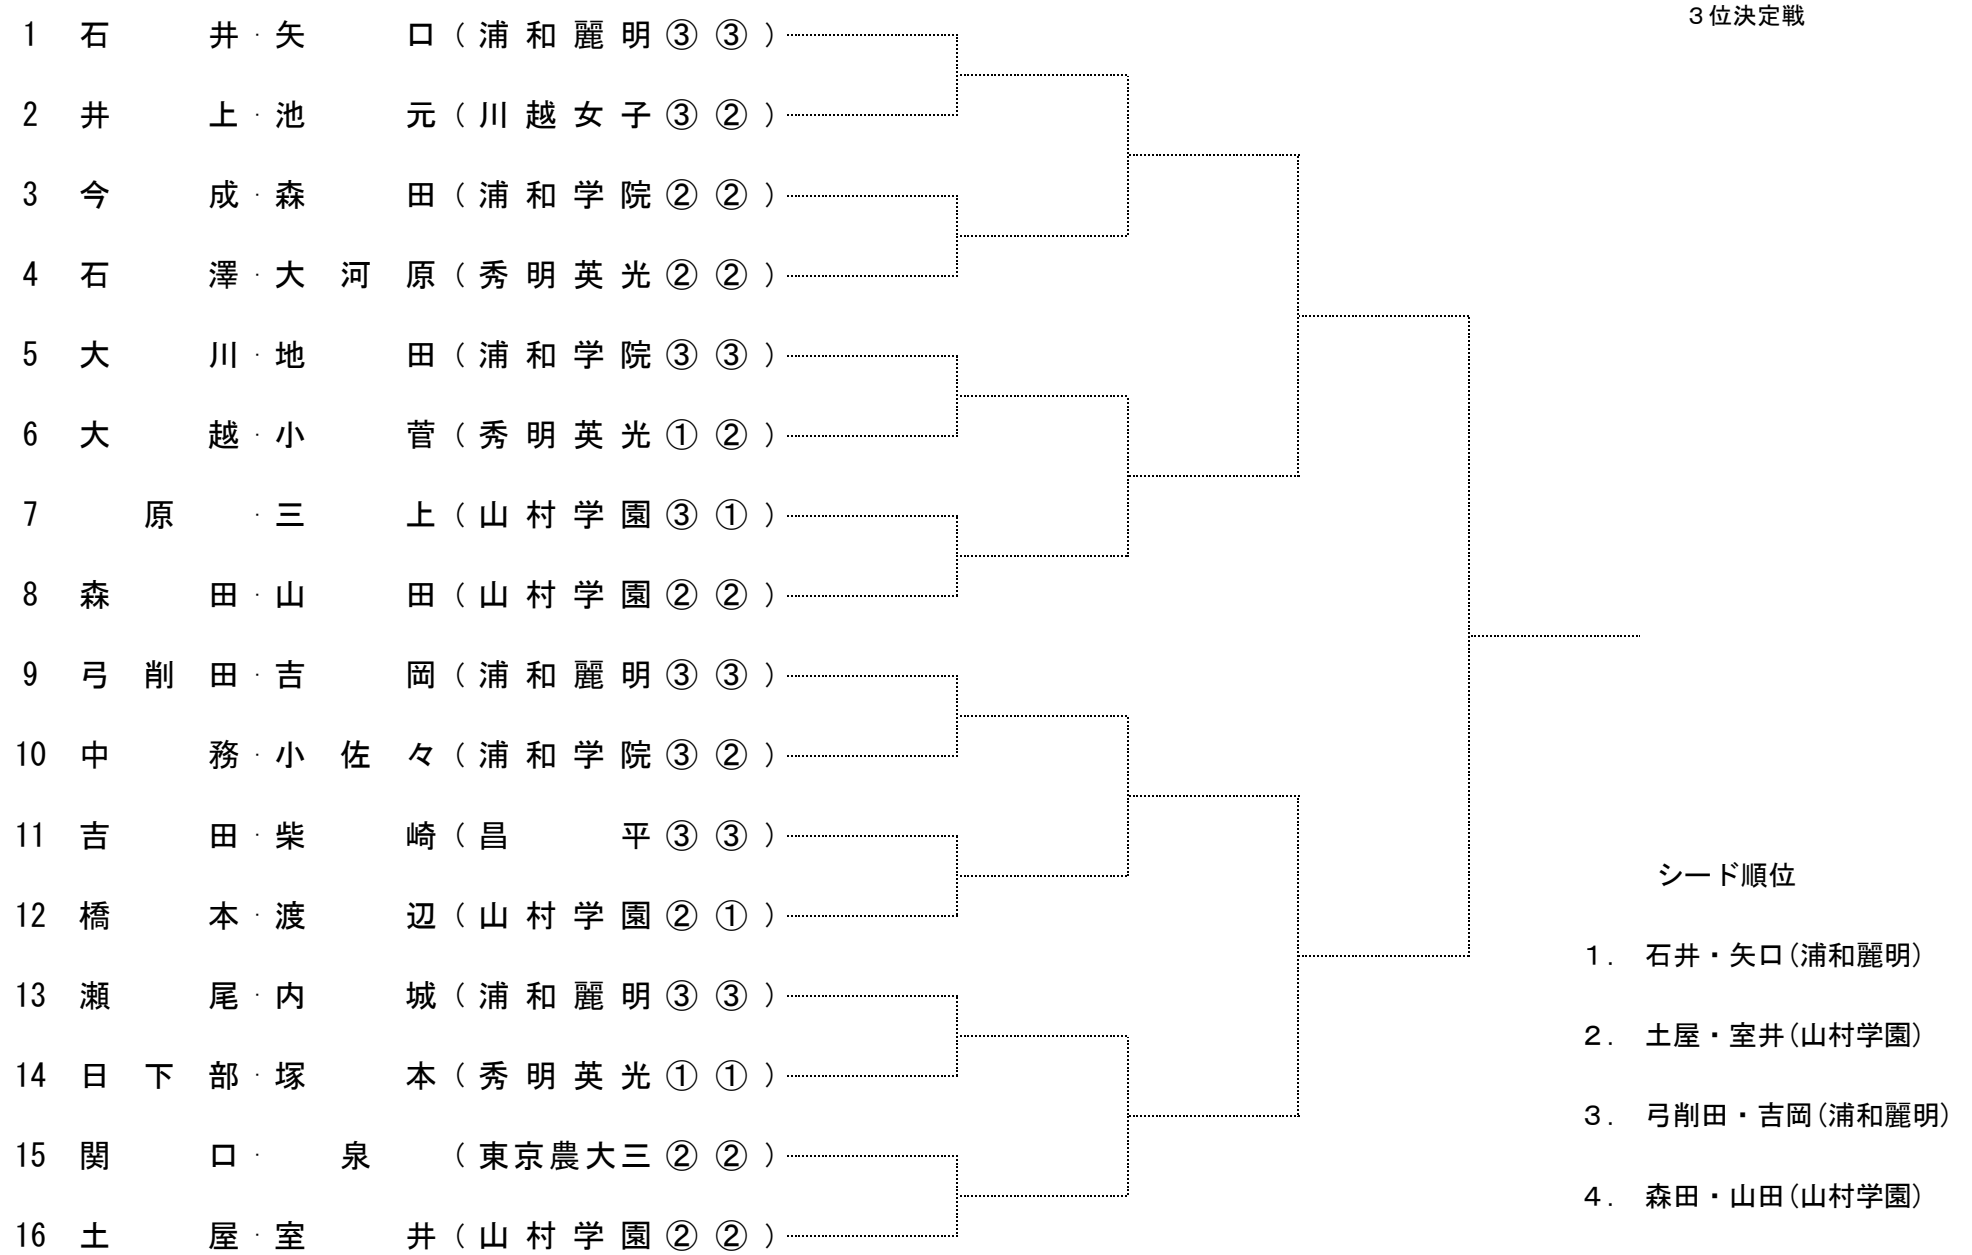 3位決定戦
1 石井・矢口(浦和麗明③③)
2 井上・池元(川越女子③②)
3 今成・森田(浦和学院②②)
4 石澤・大河原(秀明英光②②)
5 大川・地田(浦和学院③③)
6 大越・小菅(秀明英光①②)
7 原・三上(山村学園③①)
8 森田・山田(山村学園②②)
9 弓削田・吉岡(浦和麗明③③)
10 中務・小佐々(浦和学院③②)
11 吉田・柴崎(昌平③③)
12 橋本・渡辺(山村学園②①)
13 瀬尾・内城(浦和麗明③③)
14 日下部・塚本(秀明英光①①)
15 関口・泉(東京農大三②②)
16 土屋・室井(山村学園②②)
シード順位
1. 石井・矢口(浦和麗明)
2. 土屋・室井(山村学園)
3. 弓削田・吉岡(浦和麗明)
4. 森田・山田(山村学園)